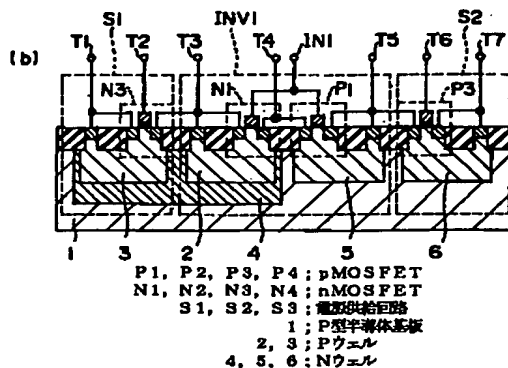 S1 INV1 S2
(b) T1 T2 T3 T4 IN1 T5 T6 T7
N3 N1 P1 P3
1 3 2 4 5 6
P1, P2, P3, P4 ; pMOSFET
N1, N2, N3, N4 ; nMOSFET
S1, S2, S3 ; 電源供給回路
1 ; P型半導体基板
2, 3 ; Pウェル
4, 5, 6 ; Nウェル